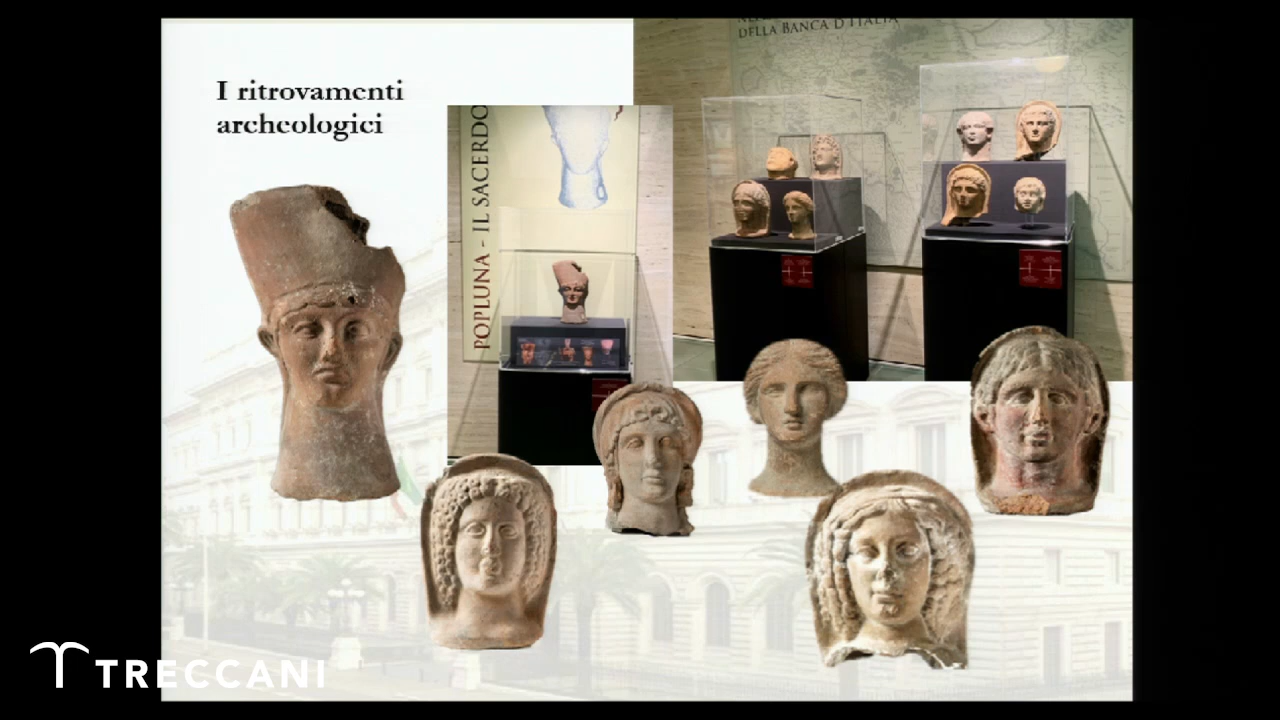 I ritrovamenti
archeologici
DELLA BANCA D'ITALIA
POPLUNA - IL SACERDO
TRECCANI